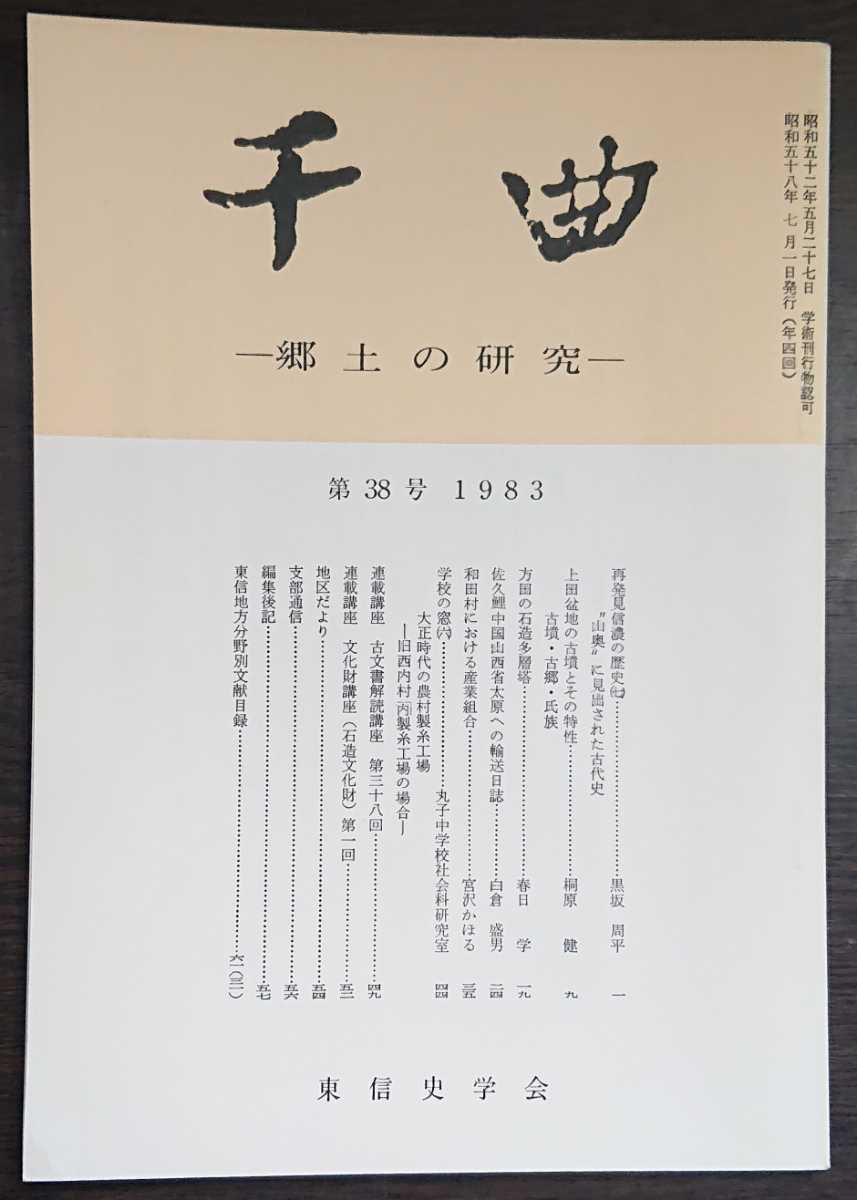 千曲
―郷土の研究―
昭和五十二年五月二十七日　学術刊行物認可
昭和五十八年　七月一日発行（年四回）
第38号 1983
再発見信濃の歴史㈦……黒坂　周平　一
〝山奥〟に見出された古代史
上田盆地の古墳とその特性……桐原　健　九
古墳・古郷・氏族
方田の石造多層塔……春日　学　一九
佐久鯉中国山西省太原への輸送日誌……白倉　盛男　二四
和田村における産業組合……宮沢かほる　三五
学校の窓㈥……丸子中学校社会科研究室　四四
大正時代の農村製糸工場
―旧西内村㊥製糸工場の場合―
連載講座　古文書解読講座　第三十八回……四九
連載講座　文化財講座（石造文化財）第一回……五二
地区だより……五四
支部通信……五六
編集後記……五七
東信地方分野別文献目録……六一（三一）
東信史学会